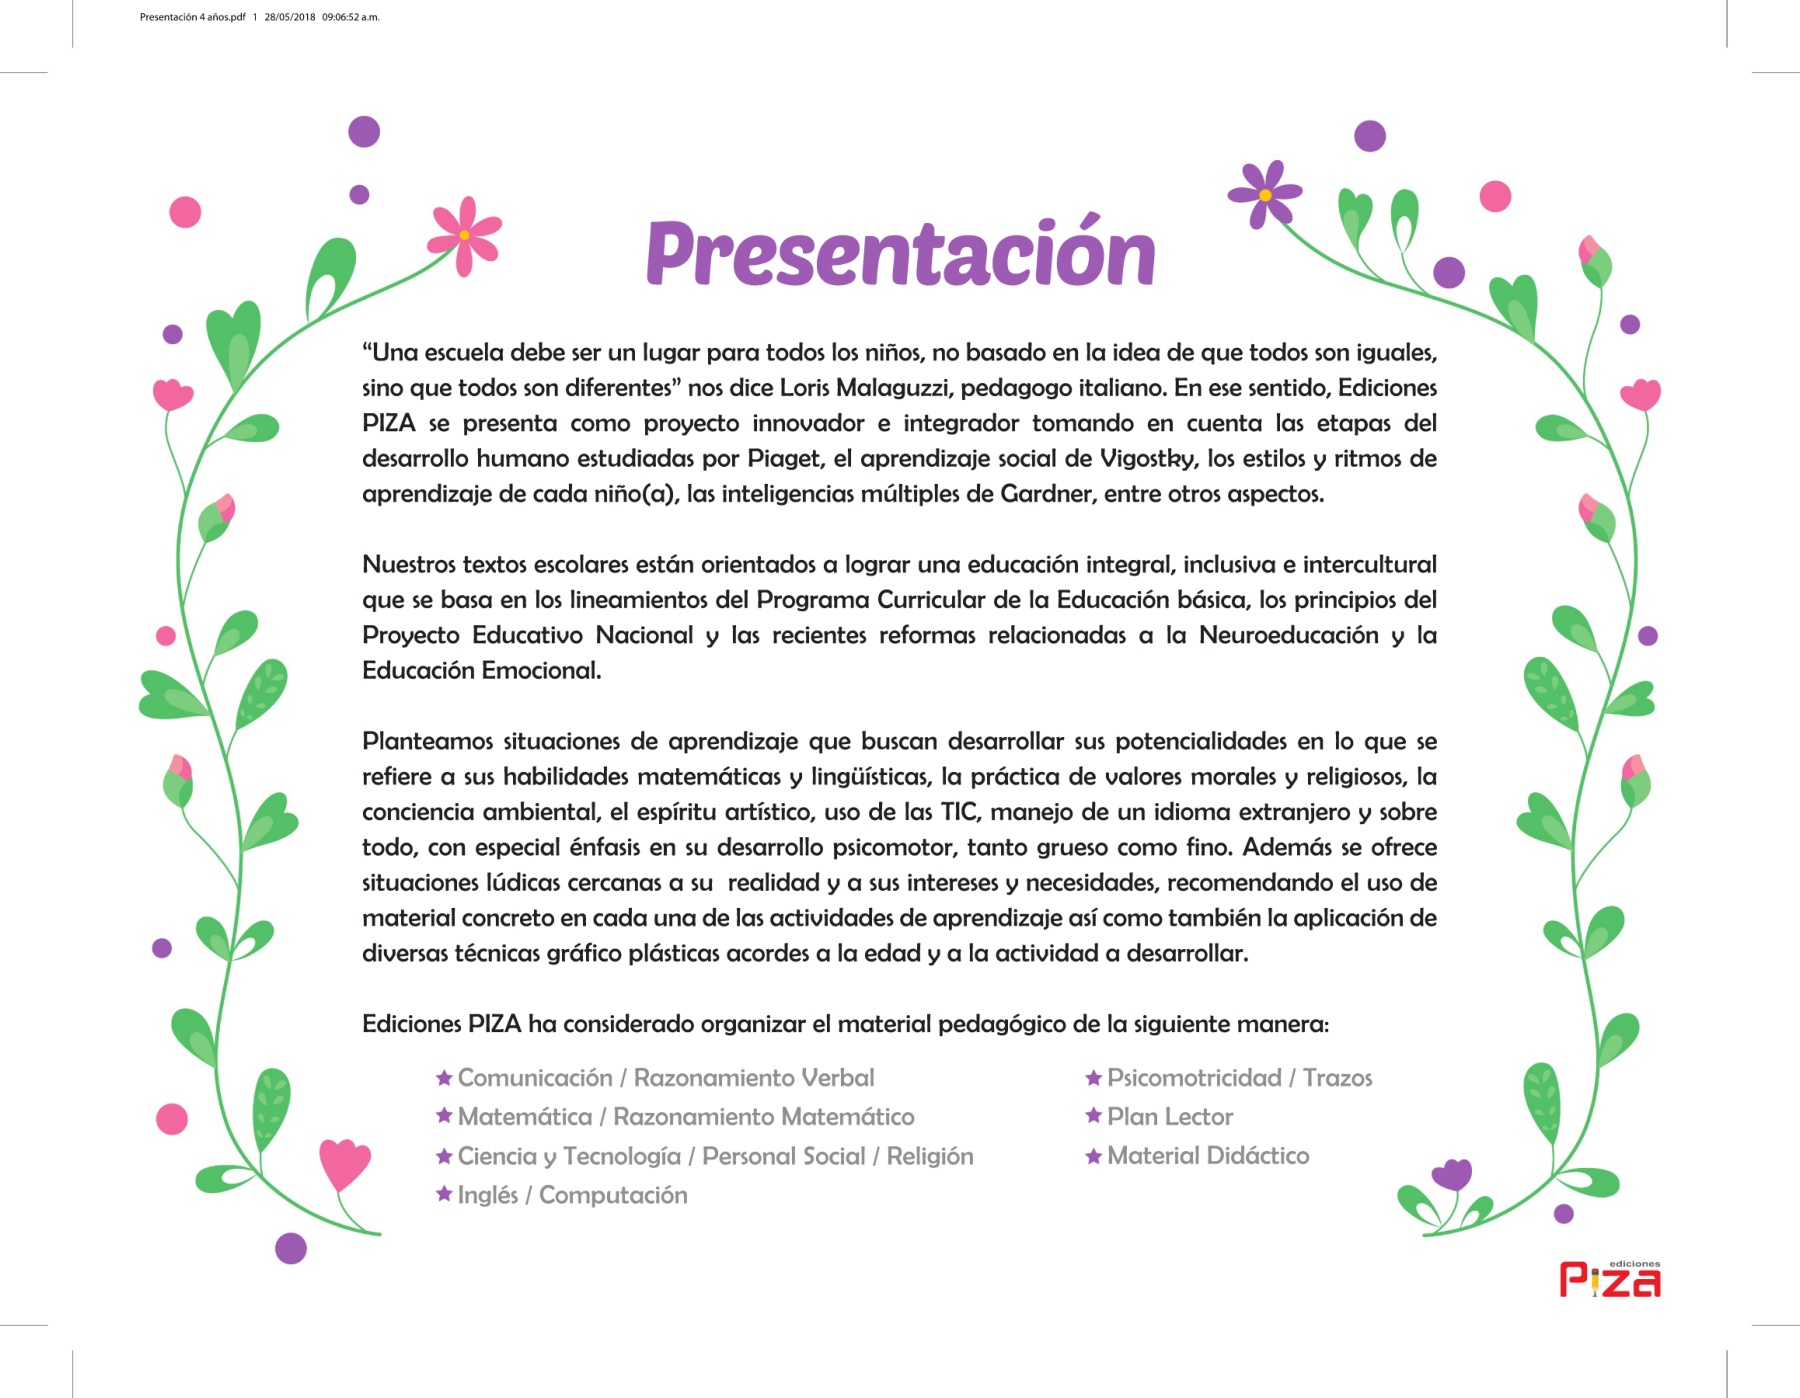 Presentación 4 años.pdf 1 28/05/2018 09:06:52 a.m.
Presentación
“Una escuela debe ser un lugar para todos los niños, no basado en la idea de que todos son iguales,
sino que todos son diferentes” nos dice Loris Malaguzzi, pedagogo italiano. En ese sentido, Ediciones
PIZA se presenta como proyecto innovador e integrador tomando en cuenta las etapas del
desarrollo humano estudiadas por Piaget, el aprendizaje social de Vigostky, los estilos y ritmos de
aprendizaje de cada niño(a), las inteligencias múltiples de Gardner, entre otros aspectos.
Nuestros textos escolares están orientados a lograr una educación integral, inclusiva e intercultural
que se basa en los lineamientos del Programa Curricular de la Educación básica, los principios del
Proyecto Educativo Nacional y las recientes reformas relacionadas a la Neuroeducación y la
Educación Emocional.
Planteamos situaciones de aprendizaje que buscan desarrollar sus potencialidades en lo que se
refiere a sus habilidades matemáticas y lingüísticas, la práctica de valores morales y religiosos, la
conciencia ambiental, el espíritu artístico, uso de las TIC, manejo de un idioma extranjero y sobre
todo, con especial énfasis en su desarrollo psicomotor, tanto grueso como fino. Además se ofrece
situaciones lúdicas cercanas a su realidad y a sus intereses y necesidades, recomendando el uso de
material concreto en cada una de las actividades de aprendizaje así como también la aplicación de
diversas técnicas gráfico plásticas acordes a la edad y a la actividad a desarrollar.
Ediciones PIZA ha considerado organizar el material pedagógico de la siguiente manera:
Comunicación / Razonamiento Verbal
Matemática / Razonamiento Matemático
Ciencia y Tecnología / Personal Social / Religión
Inglés / Computación
Psicomotricidad / Trazos
Plan Lector
Material Didáctico
ediciones
Piza